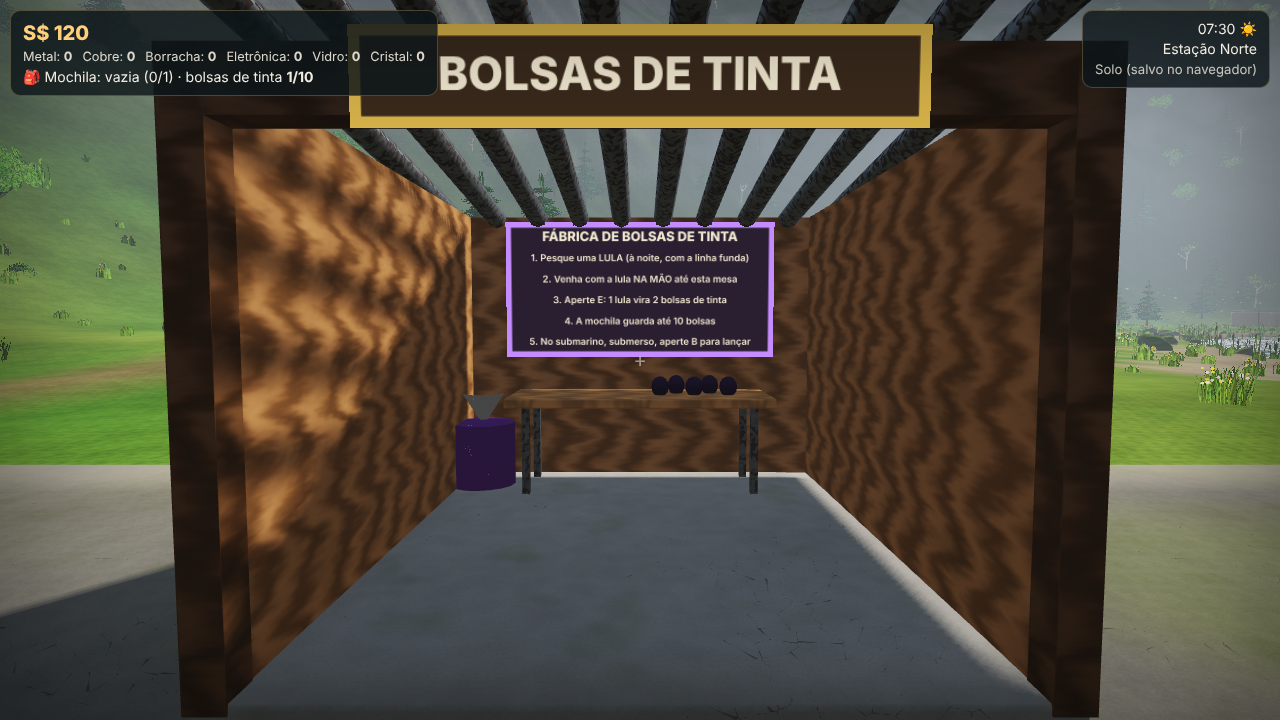 S$ 120
Metal: 0 Cobre: 0 Borracha: 0 Eletrônica: 0 Vidro: 0 Cristal: 0
🎒 Mochila: vazia (0/1) · bolsas de tinta 1/10
07:30 ☀️
Estação Norte
Solo (salvo no navegador)
BOLSAS DE TINTA
FÁBRICA DE BOLSAS DE TINTA
1. Pesque uma LULA (à noite, com a linha funda)
2. Venha com a lula NA MÃO até esta mesa
3. Aperte E: 1 lula vira 2 bolsas de tinta
4. A mochila guarda até 10 bolsas
5. No submarino, submerso, aperte B para lançar